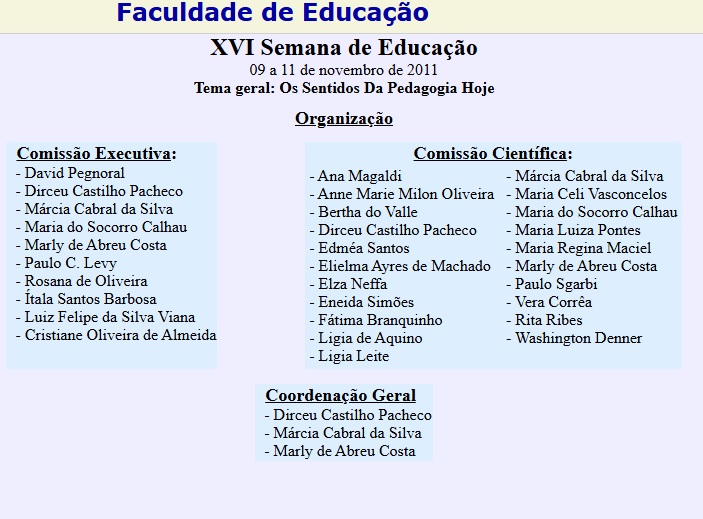 Faculdade de Educação
XVI Semana de Educação
09 a 11 de novembro de 2011
Tema geral: Os Sentidos Da Pedagogia Hoje
Organização
Comissão Executiva:
- David Pegnoral
- Dirceu Castilho Pacheco
- Márcia Cabral da Silva
- Maria do Socorro Calhau
- Marly de Abreu Costa
- Paulo C. Levy
- Rosana de Oliveira
- Ítala Santos Barbosa
- Luiz Felipe da Silva Viana
- Cristiane Oliveira de Almeida
Comissão Científica:
- Ana Magaldi
- Anne Marie Milon Oliveira
- Bertha do Valle
- Dirceu Castilho Pacheco
- Edméa Santos
- Elielma Ayres de Machado
- Elza Neffa
- Eneida Simões
- Fátima Branquinho
- Ligia de Aquino
- Ligia Leite
- Márcia Cabral da Silva
- Maria Celi Vasconcelos
- Maria do Socorro Calhau
- Maria Luiza Pontes
- Maria Regina Maciel
- Marly de Abreu Costa
- Paulo Sgarbi
- Vera Corrêa
- Rita Ribes
- Washington Denner
Coordenação Geral
- Dirceu Castilho Pacheco
- Márcia Cabral da Silva
- Marly de Abreu Costa